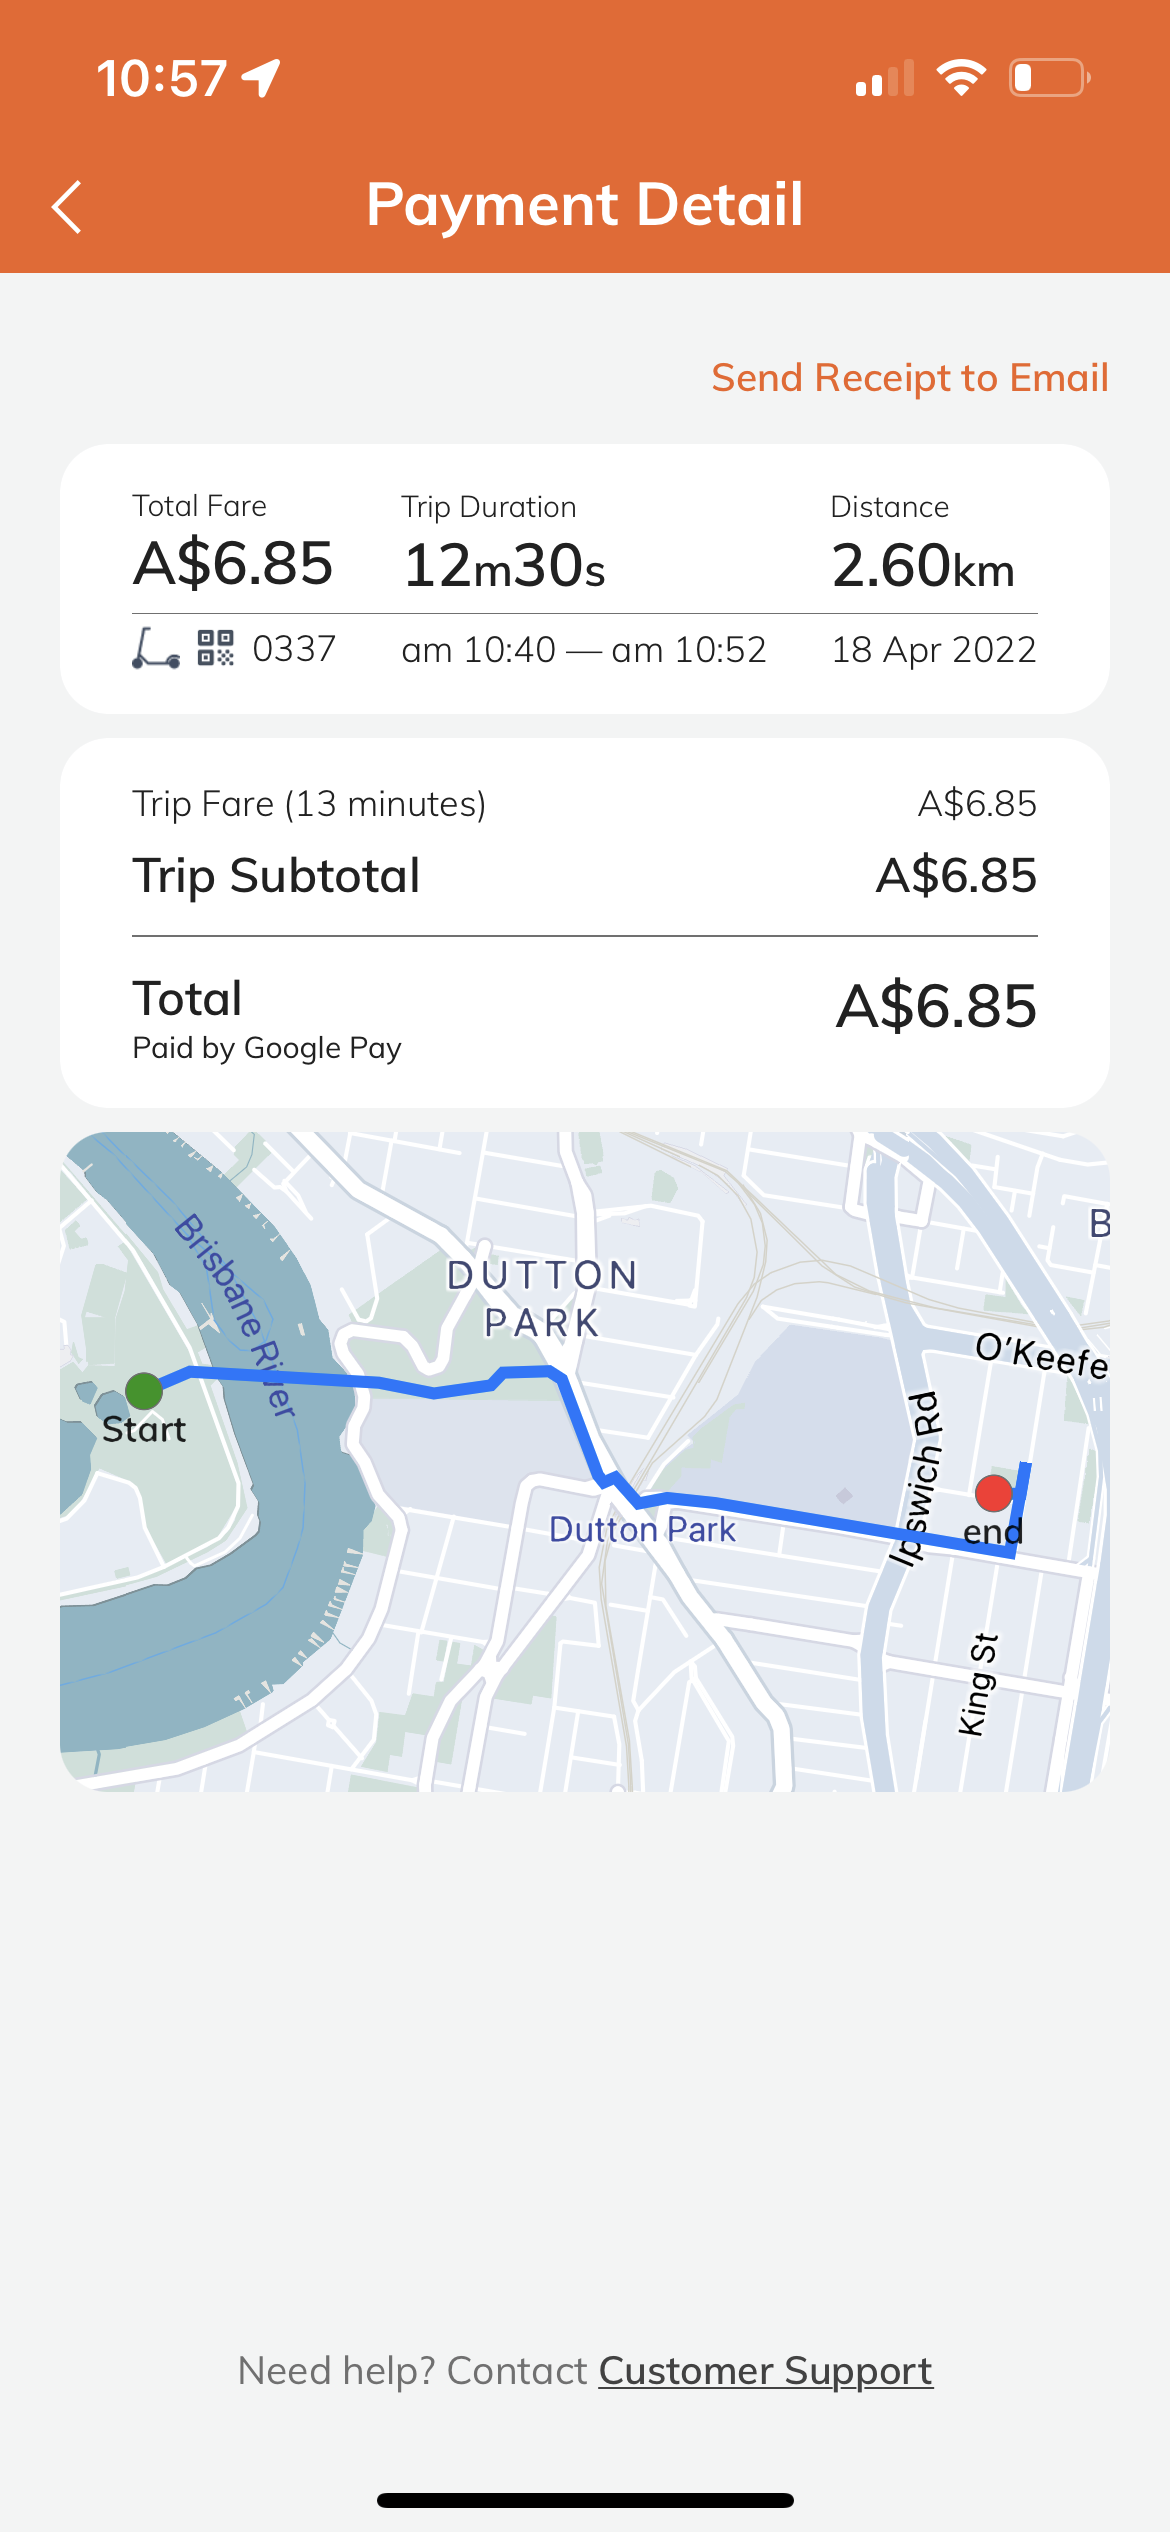 10:57
Payment Detail
Send Receipt to Email
Total Fare
Trip Duration
Distance
A$6.85
12m30s
2.60km
0337
am 10:40 — am 10:52
18 Apr 2022
Trip Fare (13 minutes)
A$6.85
Trip Subtotal
A$6.85
Total
A$6.85
Paid by Google Pay
Brisbane River
B
DUTTON
PARK
O'Keefe
Start
Ipswich Rd
Dutton Park
end
King St
Need help? Contact Customer Support